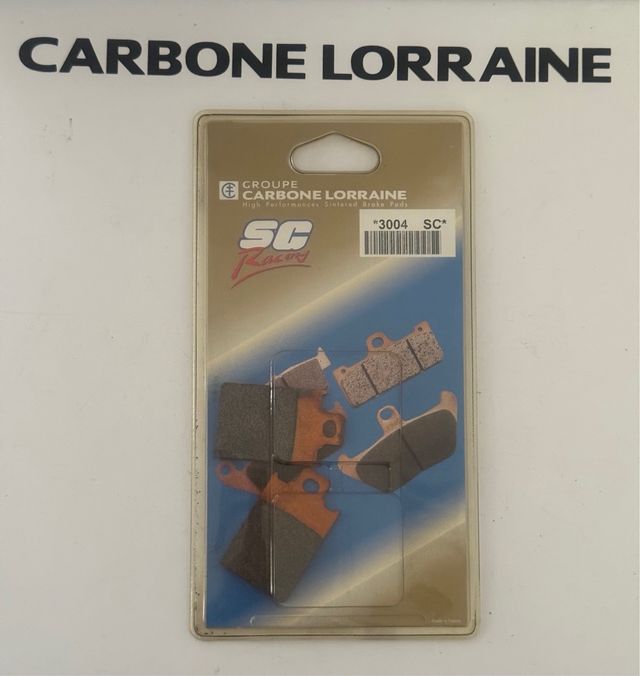 CARBONE LORRAINE
GROUPE
CARBONE LORRAINE
High Performances Sintered Brake Pads
SC
Racing
*3004 SC*